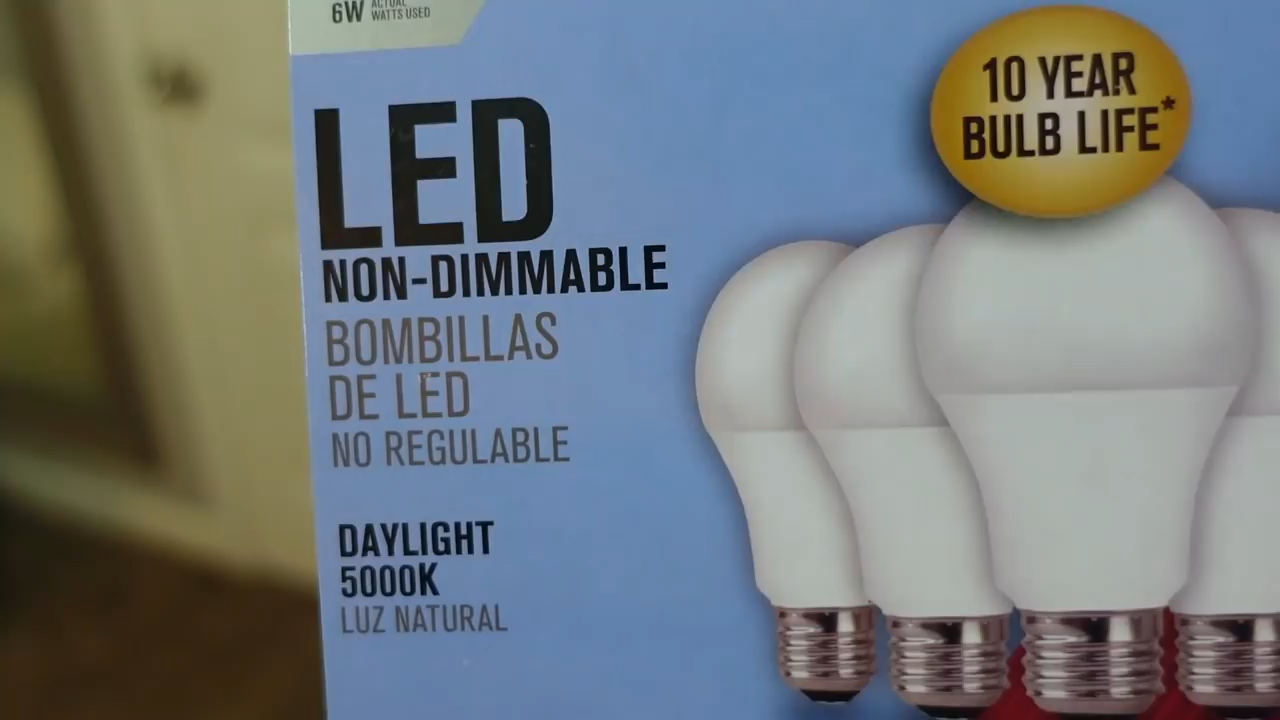 6W ACTUAL
WATTS USED
LED
NON-DIMMABLE
BOMBILLAS
DE LED
NO REGULABLE
DAYLIGHT
5000K
LUZ NATURAL
10 YEAR
BULB LIFE*